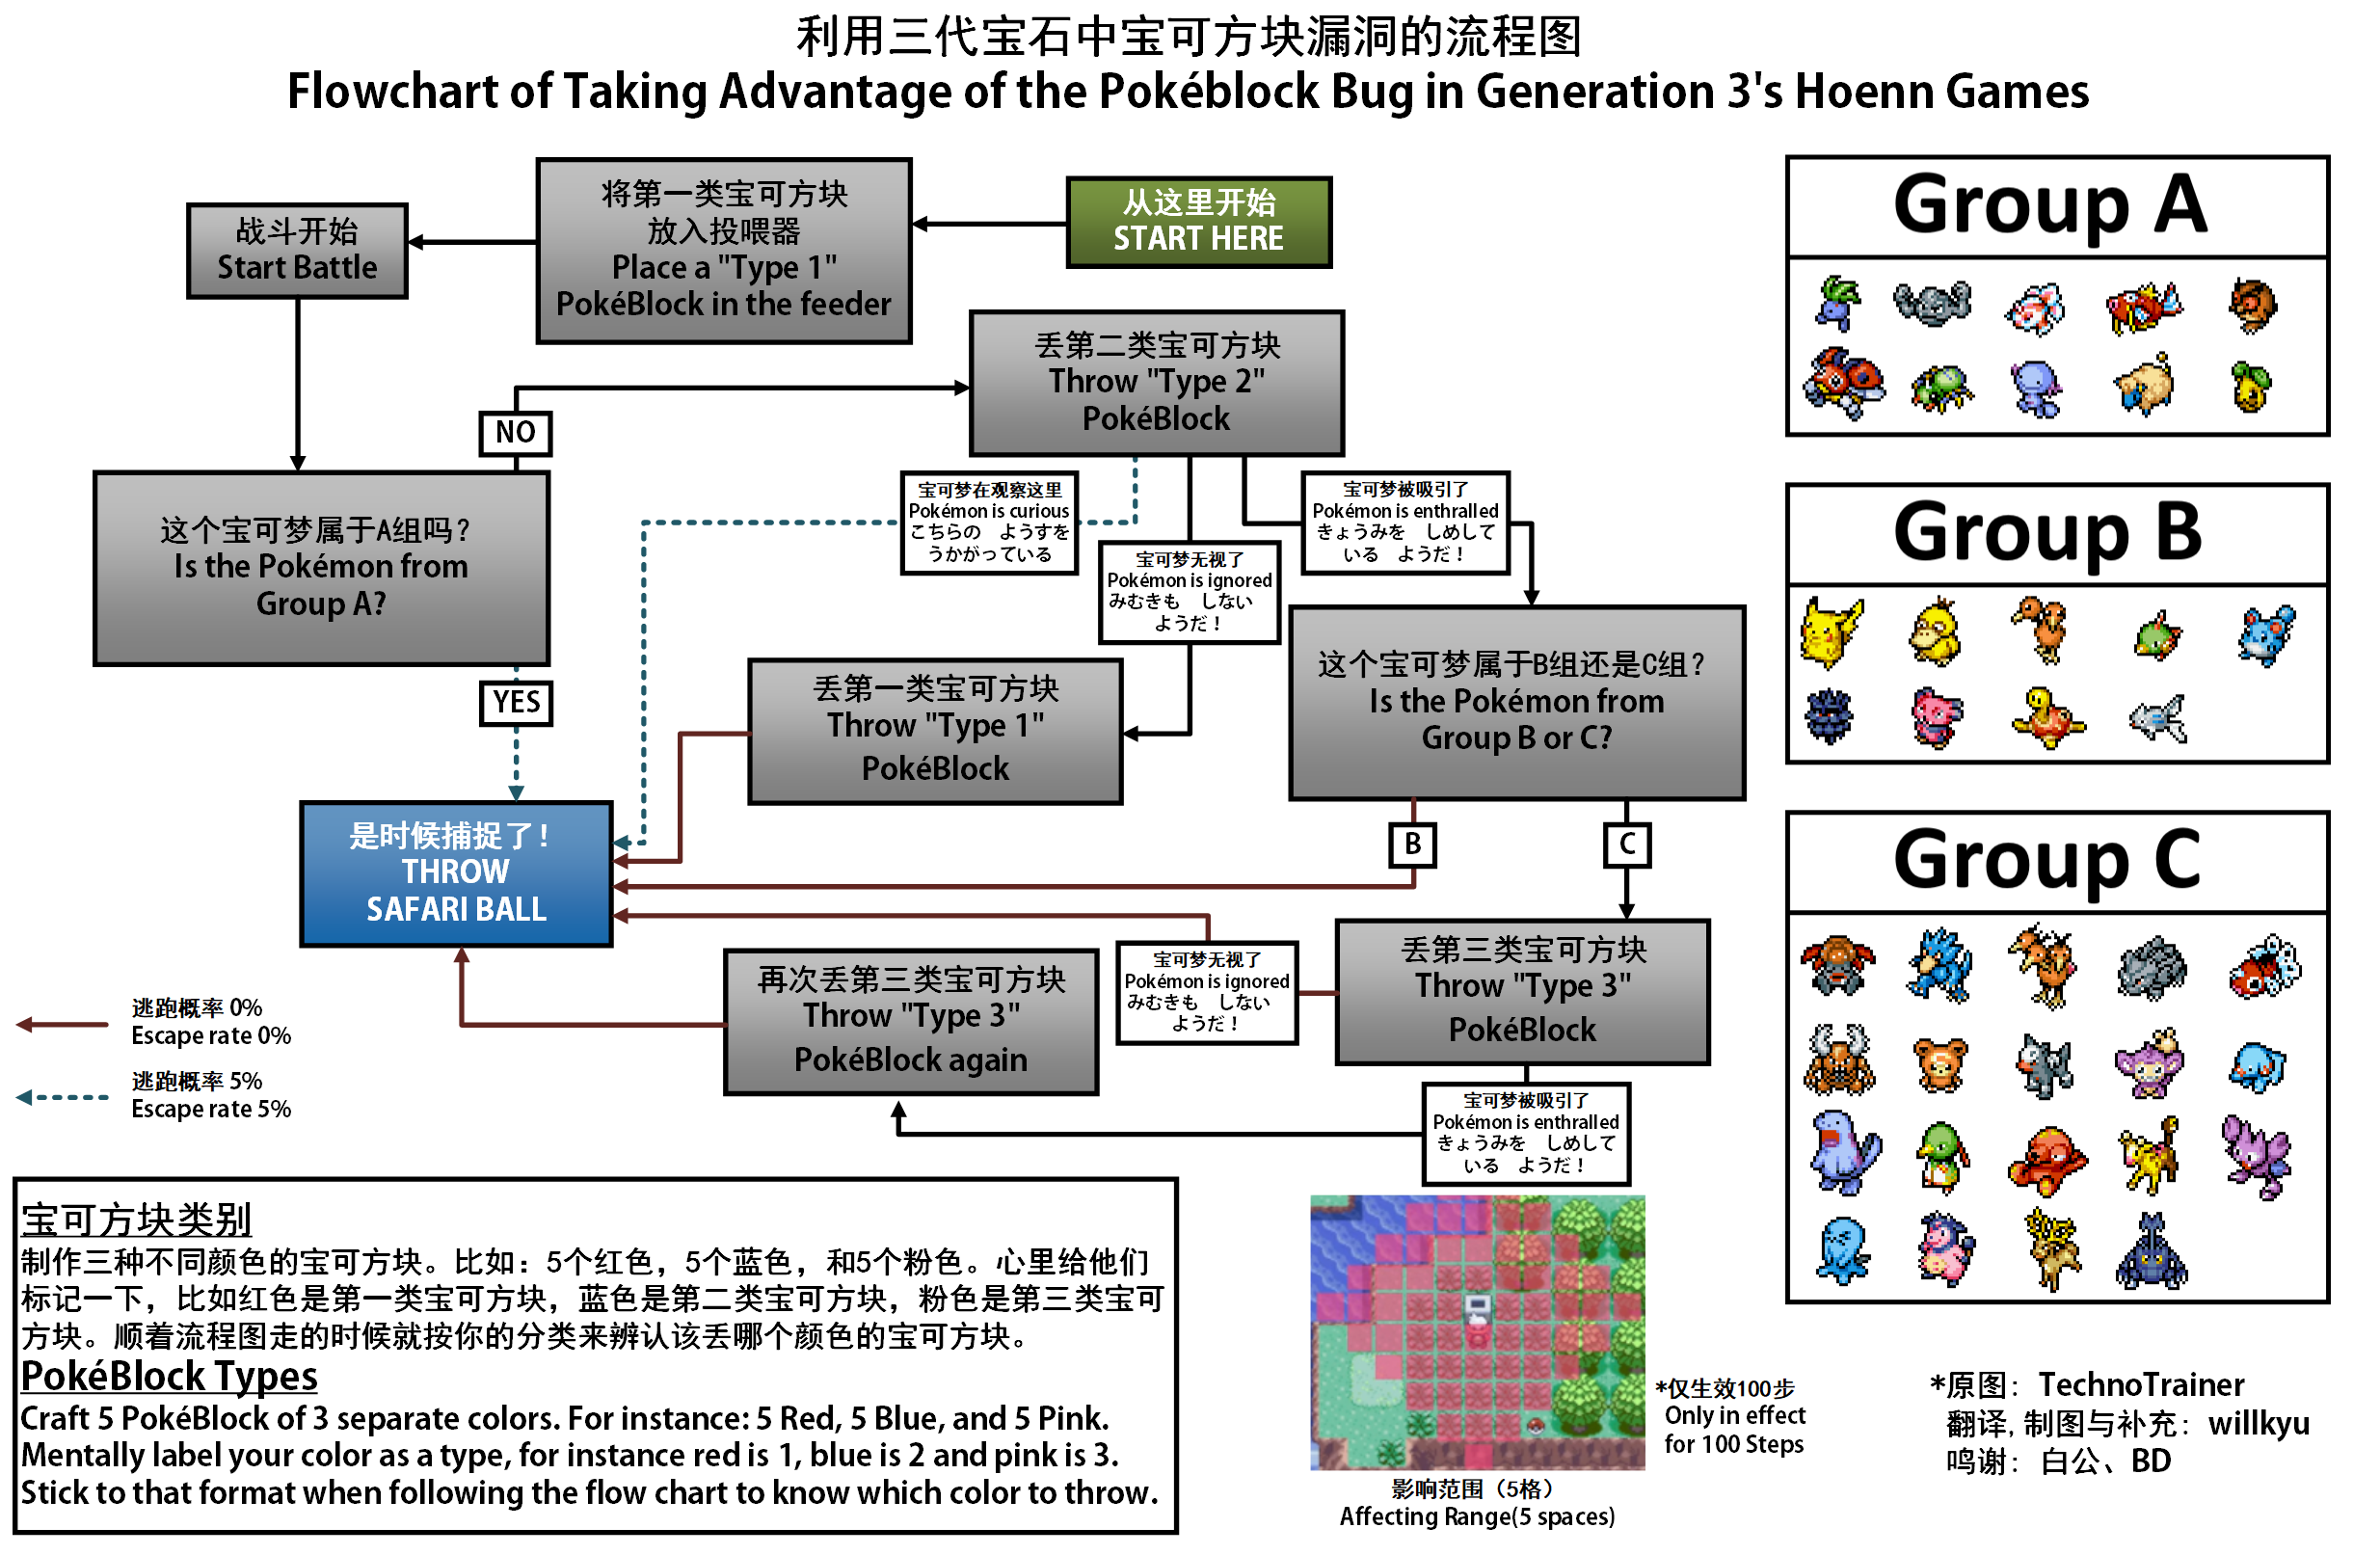 利用三代宝石中宝可方块漏洞的流程图
Flowchart of Taking Advantage of the Pokéblock Bug in Generation 3's Hoenn Games
从这里开始
START HERE
将第一类宝可方块
放入投喂器
Place a "Type 1"
PokéBlock in the feeder
战斗开始
Start Battle
这个宝可梦属于A组吗？
Is the Pokémon from
Group A?
NO
YES
丢第二类宝可方块
Throw "Type 2"
PokéBlock
宝可梦在观察这里
Pokémon is curious
こちらの　ようすを
うかがっている
宝可梦无视了
Pokémon is ignored
みむきも　しない
ようだ！
宝可梦被吸引了
Pokémon is enthralled
きょうみを　しめして
いる　ようだ！
丢第一类宝可方块
Throw "Type 1"
PokéBlock
这个宝可梦属于B组还是C组？
Is the Pokémon from
Group B or C?
B
C
是时候捕捉了！
THROW
SAFARI BALL
丢第三类宝可方块
Throw "Type 3"
PokéBlock
宝可梦无视了
Pokémon is ignored
みむきも　しない
ようだ！
再次丢第三类宝可方块
Throw "Type 3"
PokéBlock again
宝可梦被吸引了
Pokémon is enthralled
きょうみを　しめして
いる　ようだ！
逃跑概率 0%
Escape rate 0%
逃跑概率 5%
Escape rate 5%
宝可方块类别
制作三种不同颜色的宝可方块。比如：5个红色，5个蓝色，和5个粉色。心里给他们
标记一下，比如红色是第一类宝可方块，蓝色是第二类宝可方块，粉色是第三类宝可
方块。顺着流程图走的时候就按你的分类来辨认该丢哪个颜色的宝可方块。
PokéBlock Types
Craft 5 PokéBlock of 3 separate colors. For instance: 5 Red, 5 Blue, and 5 Pink.
Mentally label your color as a type, for instance red is 1, blue is 2 and pink is 3.
Stick to that format when following the flow chart to know which color to throw.
影响范围（5格）
Affecting Range(5 spaces)
*仅生效100步
Only in effect
for 100 Steps
Group A
Group B
Group C
*原图：TechnoTrainer
翻译, 制图与补充：willkyu
鸣谢：白公、BD